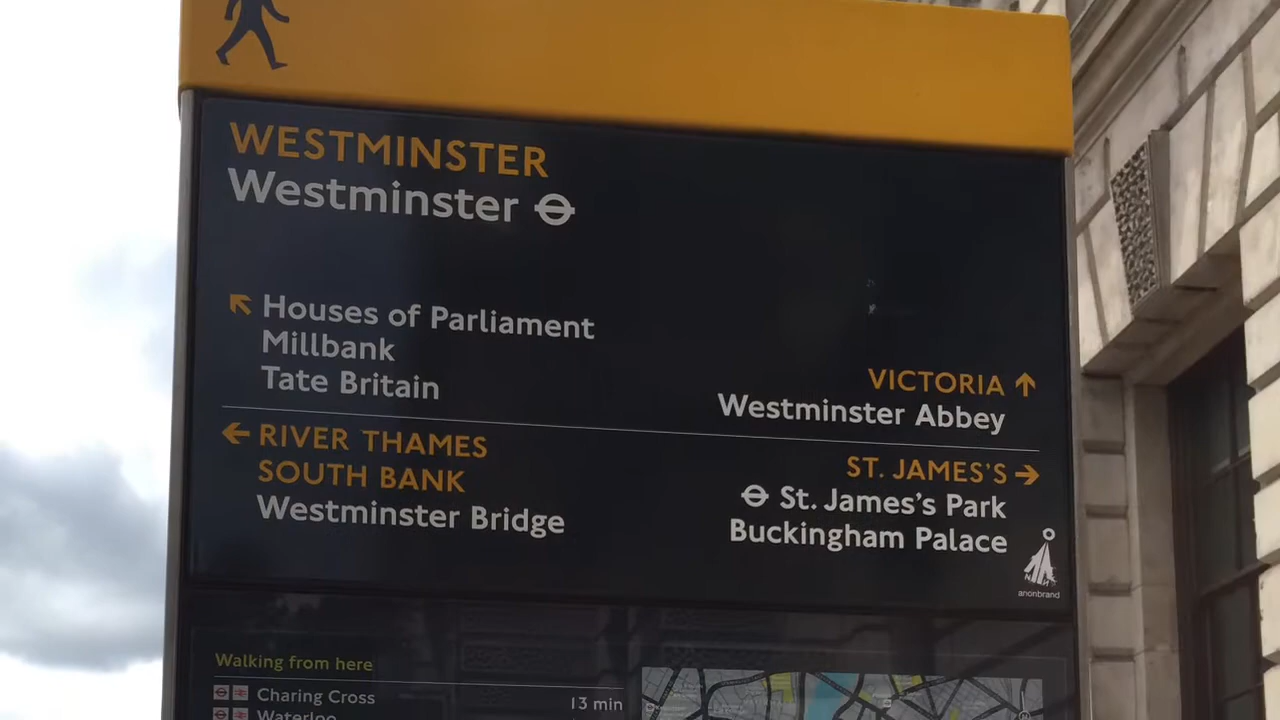 WESTMINSTER
Westminster
Houses of Parliament
Millbank
Tate Britain
VICTORIA
Westminster Abbey
RIVER THAMES
SOUTH BANK
Westminster Bridge
ST. JAMES'S
St. James's Park
Buckingham Palace
anonbrand
Walking from here
Charing Cross 13 min
Waterloo